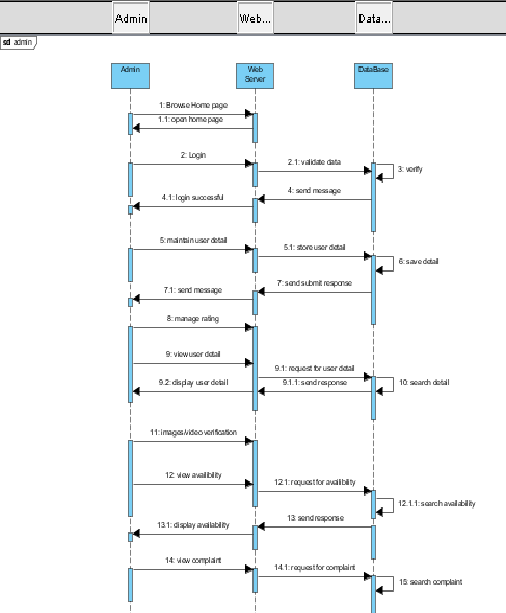 Admin Web... Data...
sd admin
Admin
Web
Server
DataBase
1: Browse Home page
1.1: open home page
2: Login
2.1: validate data
3: verify
4: send message
4.1: login successful
5: maintain user detail
5.1: store user distail
6: save detail
7: send submit response
7.1: send message
8: manage rating
9: view user detail
9.1: request for user detail
9.2: display user detail
9.1.1: send response
10: search detail
11: images/video verification
12: view availibility
12.1: request for availibility
12.1.1: search availability
13: send response
13.1: display availability
14: view complaint
14.1: request for complaint
15: search complaint